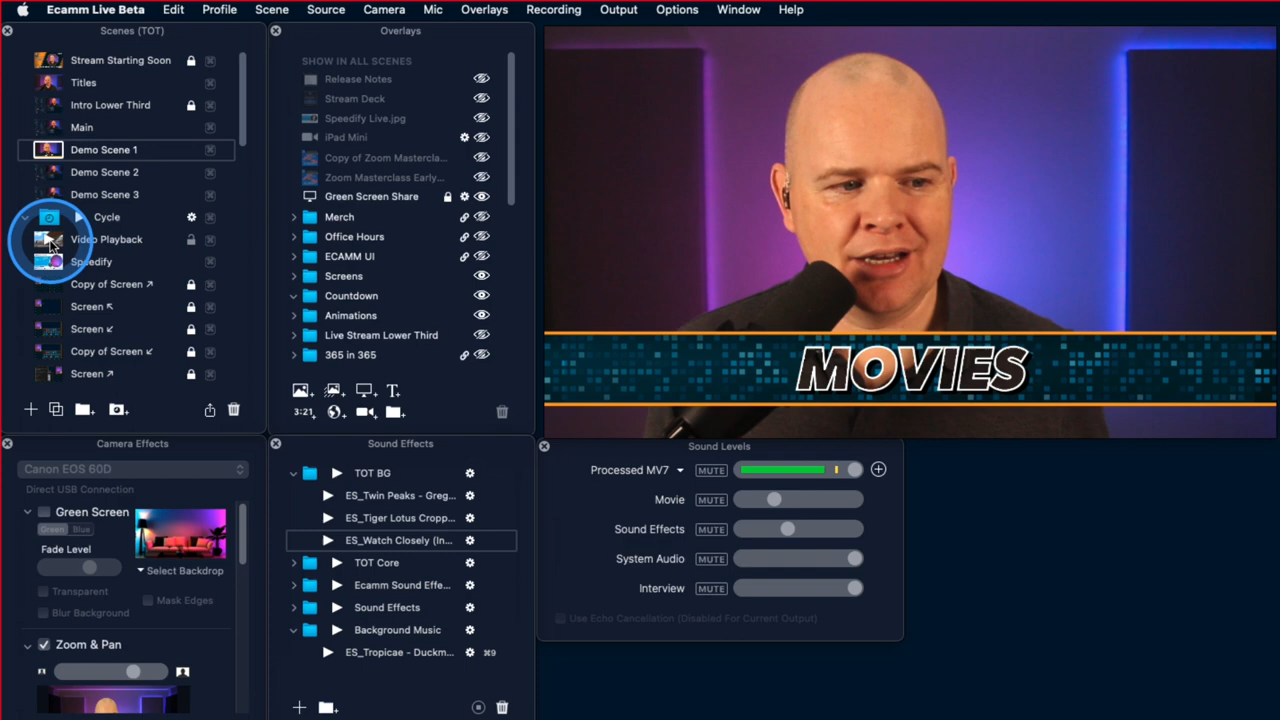 Ecamm Live Beta Edit Profile Scene Source Camera Mic Overlays Recording Output Options Window Help
Scenes (TOT)
Stream Starting Soon
Titles
Intro Lower Third
Main
Demo Scene 1
Demo Scene 2
Demo Scene 3
Cycle
Video Playback
Speedify
Copy of Screen ↗
Screen ↖
Screen ↙
Copy of Screen ↙
Screen ↗
Overlays
SHOW IN ALL SCENES
Release Notes
Stream Deck
Speedify Live.jpg
iPad Mini
Copy of Zoom Mastercla...
Zoom Masterclass Early...
Green Screen Share
Merch
Office Hours
ECAMM UI
Screens
Countdown
Animations
Live Stream Lower Third
365 in 365
3:21
MOVIES
Camera Effects
Canon EOS 60D
Direct USB Connection
Green Screen
Green Blue
Fade Level
Select Backdrop
Transparent
Mask Edges
Blur Background
Zoom & Pan
Sound Effects
TOT BG
ES_Twin Peaks - Greg...
ES_Tiger Lotus Cropp...
ES_Watch Closely (In...
TOT Core
Ecamm Sound Effe...
Sound Effects
Background Music
ES_Tropicae - Duckm... ⌘9
Sound Levels
Processed MV7 MUTE
Movie MUTE
Sound Effects MUTE
System Audio MUTE
Interview MUTE
Use Echo Cancellation (Disabled For Current Output)